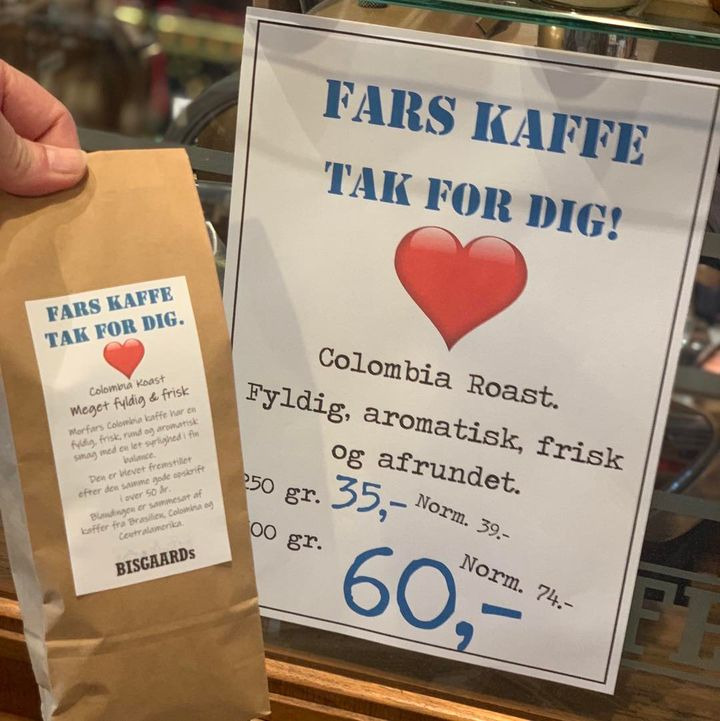 FARS KAFFE
TAK FOR DIG.
Colombia Roast
Meget fyldig & frisk
Morfars Colombia kaffe har en
fyldig, frisk, rund og aromatisk
smag med en let syrlighed i fin
balance.
Den er blevet fremstillet
efter den samme gode opskrift
i over 50 år.
Blandingen er sammesat af
kaffer fra Brasilien, Colombia og
Centralamerika.
BISGAARDs
FARS KAFFE
TAK FOR DIG!
Colombia Roast.
Fyldig, aromatisk, frisk
og afrundet.
250 gr. 35,- Norm. 39.-
00 gr. 60,- Norm. 74.-